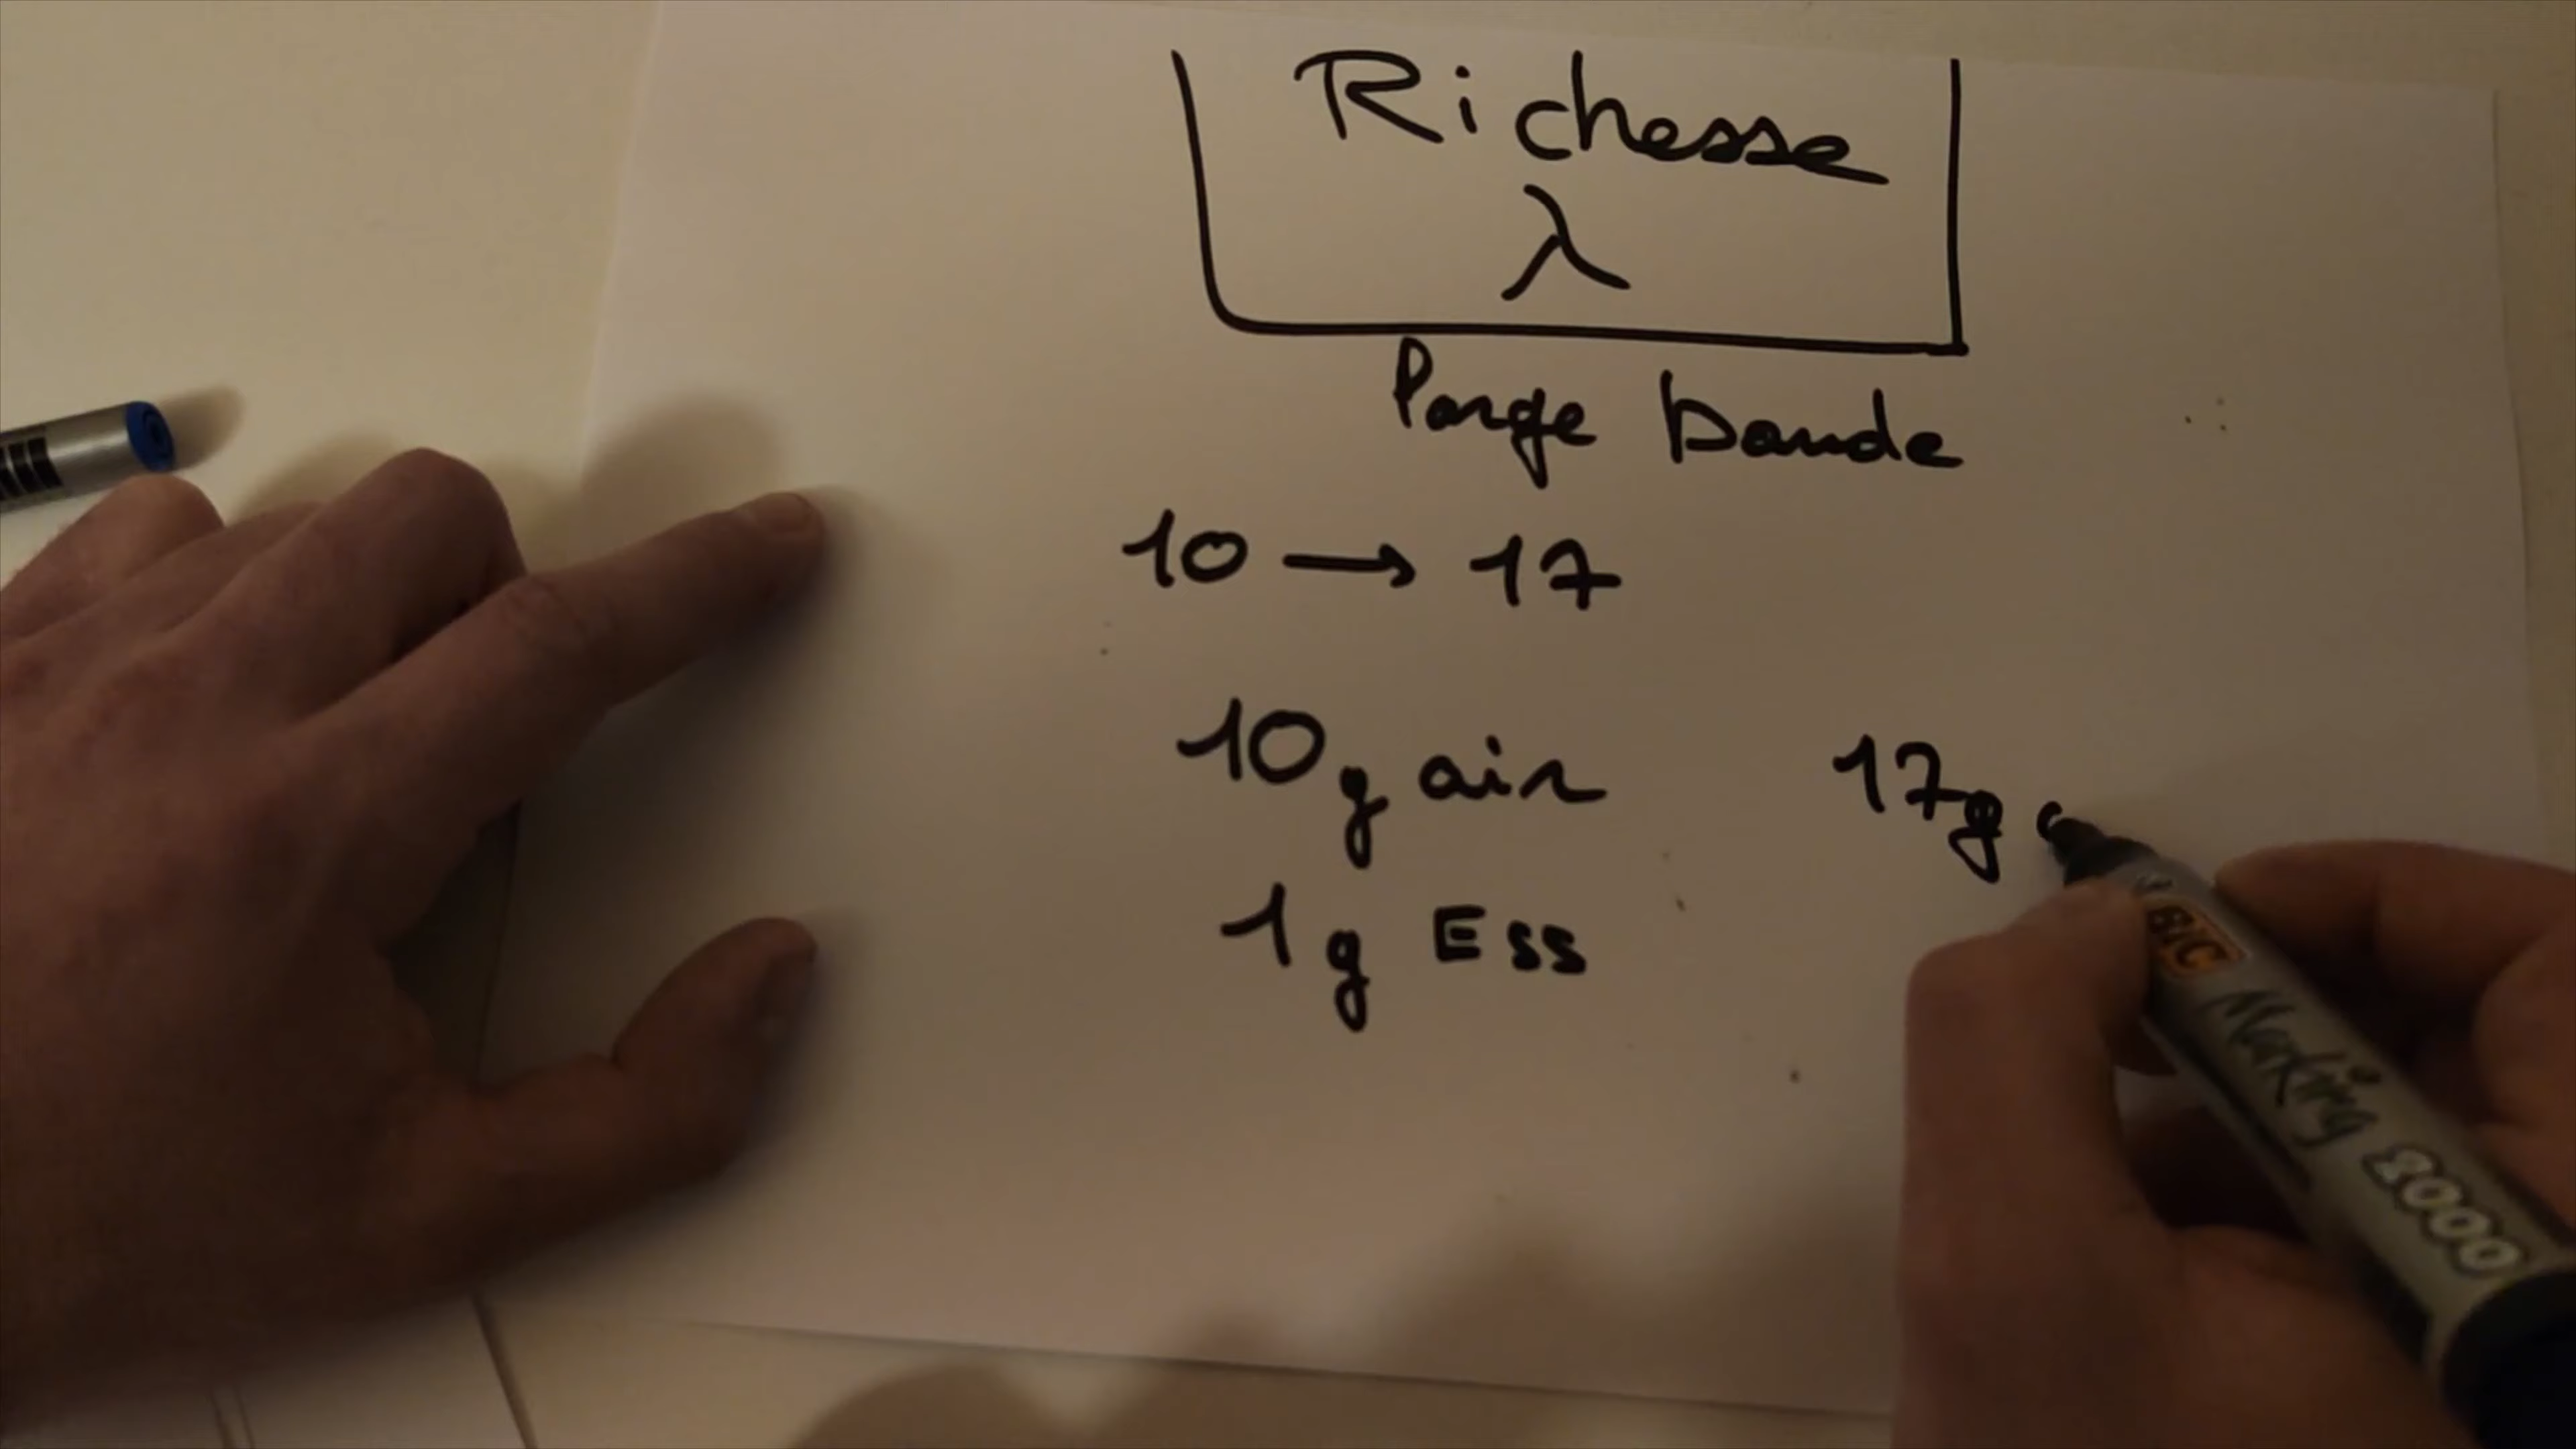 Richesse
λ
Large bande
10 → 17
10g air 17g a
1g Ess
BIC
Marking 2000